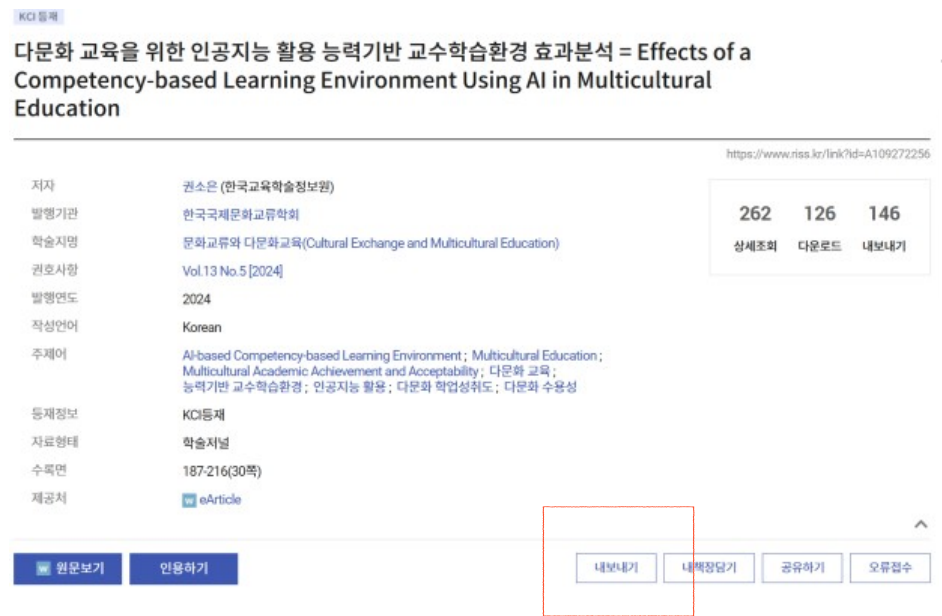 KCI등재
다문화 교육을 위한 인공지능 활용 능력기반 교수학습환경 효과분석 = Effects of a
Competency-based Learning Environment Using AI in Multicultural
Education
https://www.riss.kr/link?id=A109272256
저자 권소은 (한국교육학술정보원)
발행기관 한국국제문화교류학회
학술지명 문화교류와 다문화교육(Cultural Exchange and Multicultural Education)
권호사항 Vol.13 No.5 [2024]
발행연도 2024
작성언어 Korean
주제어 AI-based Competency-based Learning Environment ; Multicultural Education ;
Multicultural Academic Achievement and Acceptability ; 다문화 교육 ;
능력기반 교수학습환경 ; 인공지능 활용 ; 다문화 학업성취도 ; 다문화 수용성
등재정보 KCI등재
자료형태 학술저널
수록면 187-216(30쪽)
제공처 w eArticle
262 126 146
상세조회 다운로드 내보내기
w 원문보기 인용하기 내보내기 내책장담기 공유하기 오류접수